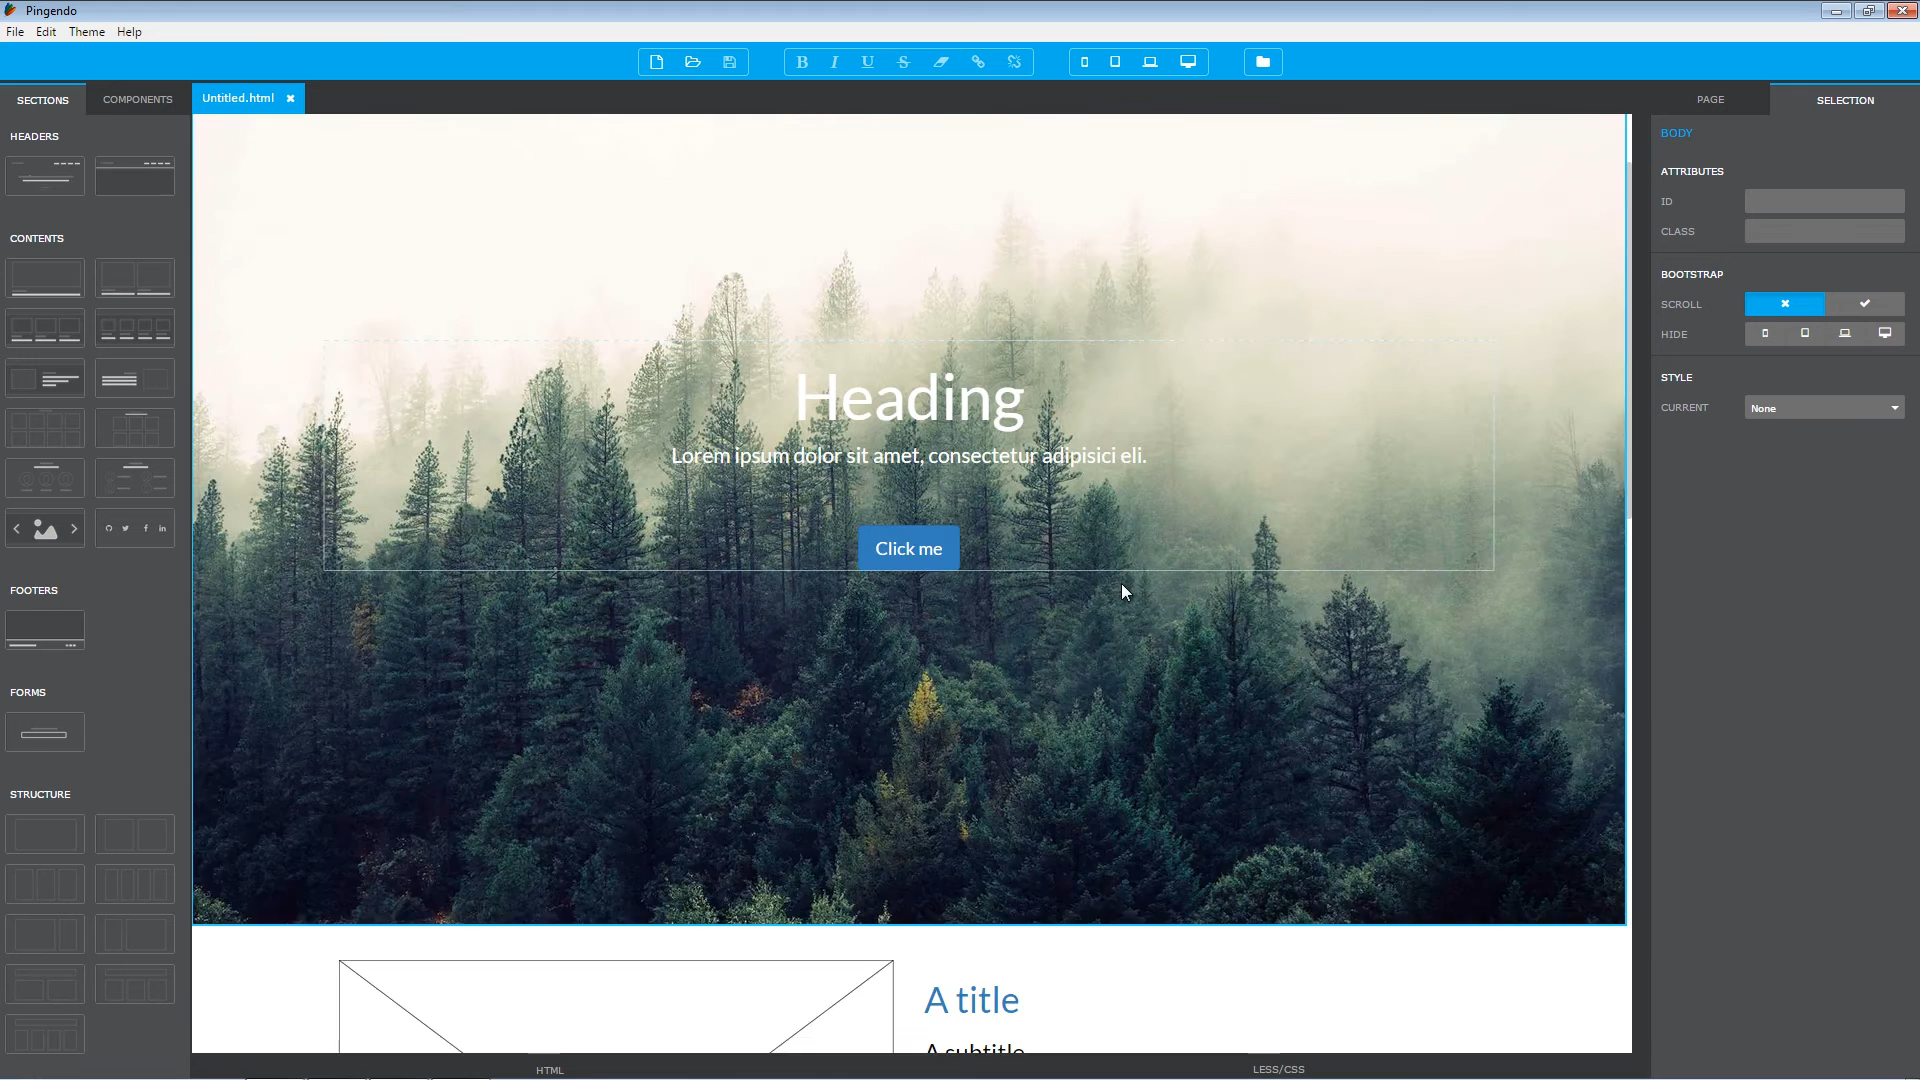 Pingendo
File Edit Theme Help
B I U S
SECTIONS COMPONENTS Untitled.html PAGE SELECTION
HEADERS
CONTENTS
FOOTERS
FORMS
STRUCTURE
Heading
Lorem ipsum dolor sit amet, consectetur adipisici eli.
Click me
A title
A subtitle
HTML LESS/CSS
BODY
ATTRIBUTES
ID
CLASS
BOOTSTRAP
SCROLL
HIDE
STYLE
CURRENT None